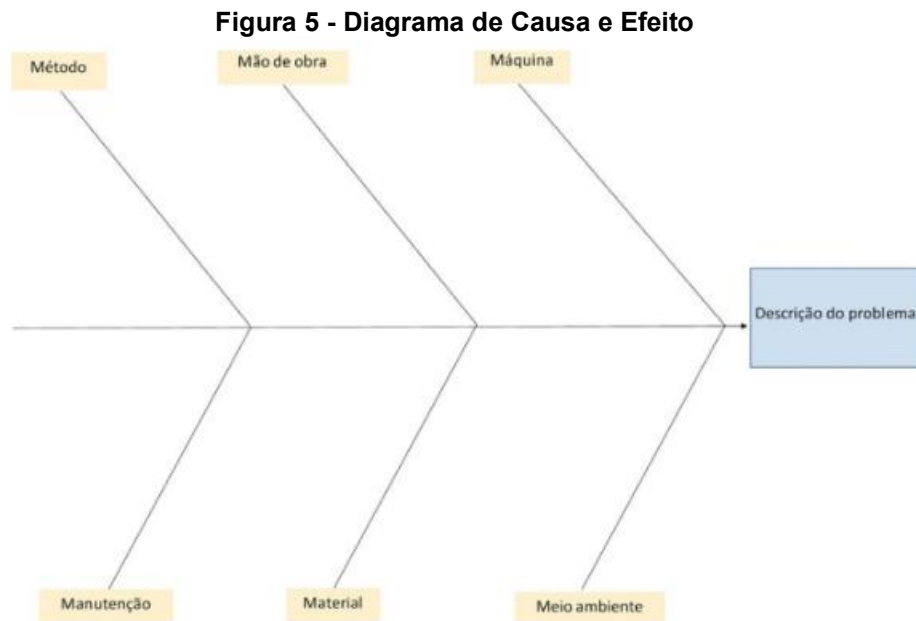 Figura 5 - Diagrama de Causa e Efeito
Método
Mão de obra
Máquina
Descrição do problema
Manutenção
Material
Meio ambiente